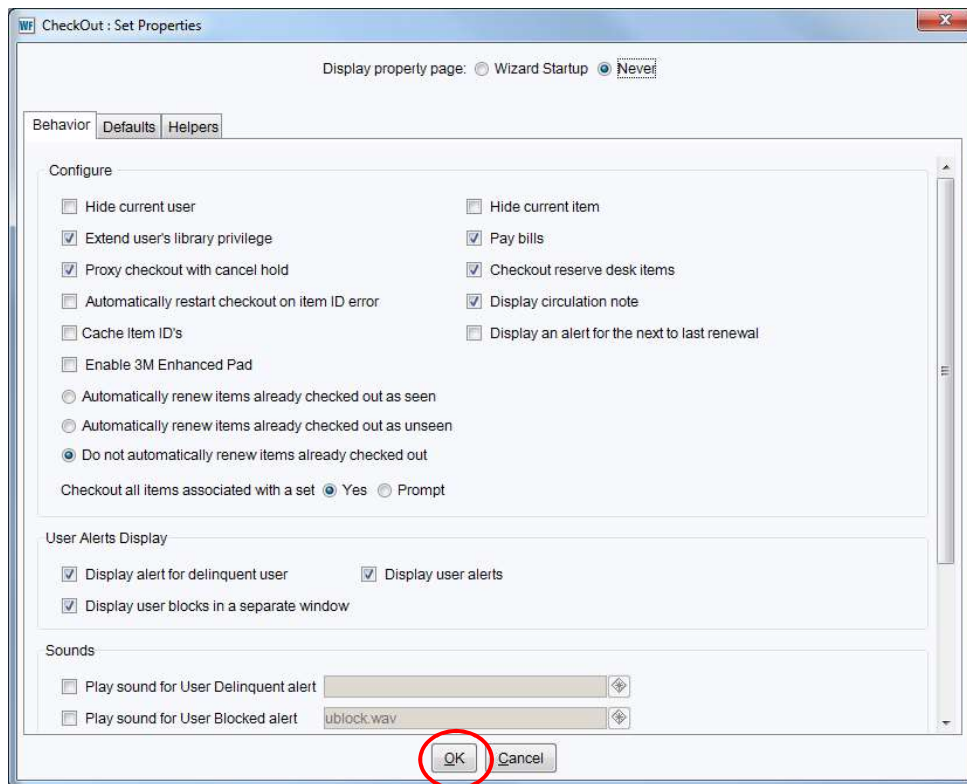 WF CheckOut : Set Properties
Display property page: Wizard Startup Never
Behavior Defaults Helpers
Configure
Hide current user Hide current item
Extend user's library privilege Pay bills
Proxy checkout with cancel hold Checkout reserve desk items
Automatically restart checkout on item ID error Display circulation note
Cache Item ID's Display an alert for the next to last renewal
Enable 3M Enhanced Pad
Automatically renew items already checked out as seen
Automatically renew items already checked out as unseen
Do not automatically renew items already checked out
Checkout all items associated with a set Yes Prompt
User Alerts Display
Display alert for delinquent user Display user alerts
Display user blocks in a separate window
Sounds
Play sound for User Delinquent alert
Play sound for User Blocked alert ublock.wav
OK Cancel